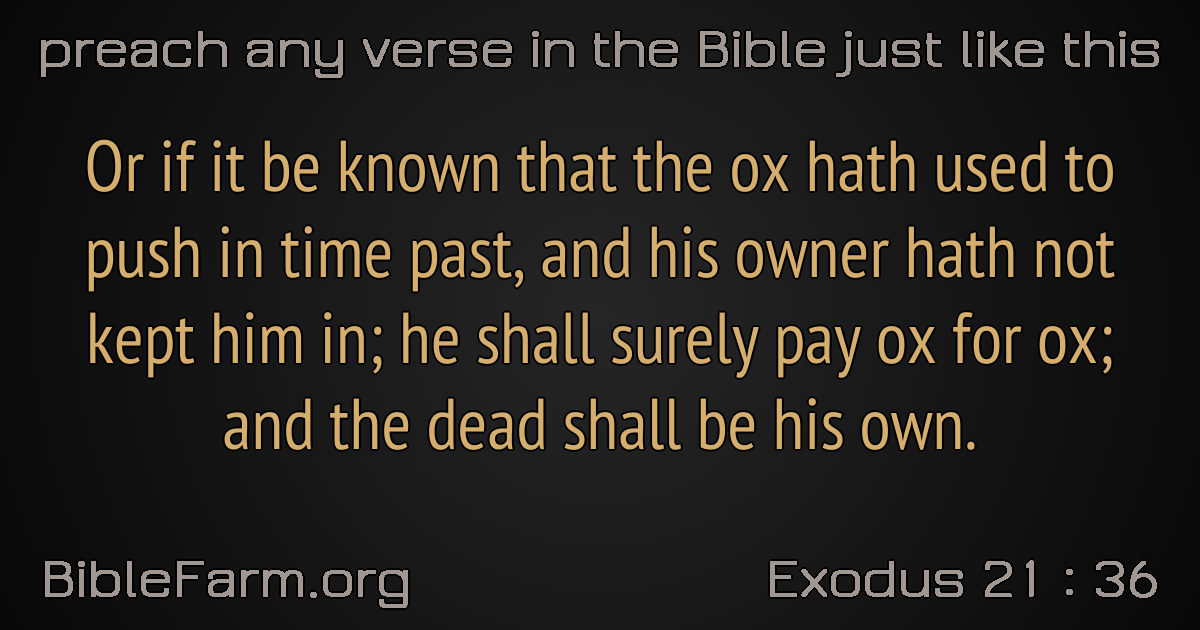 preach any verse in the Bible just like this
Or if it be known that the ox hath used to
push in time past, and his owner hath not
kept him in; he shall surely pay ox for ox;
and the dead shall be his own.
BibleFarm.org
Exodus 21 : 36